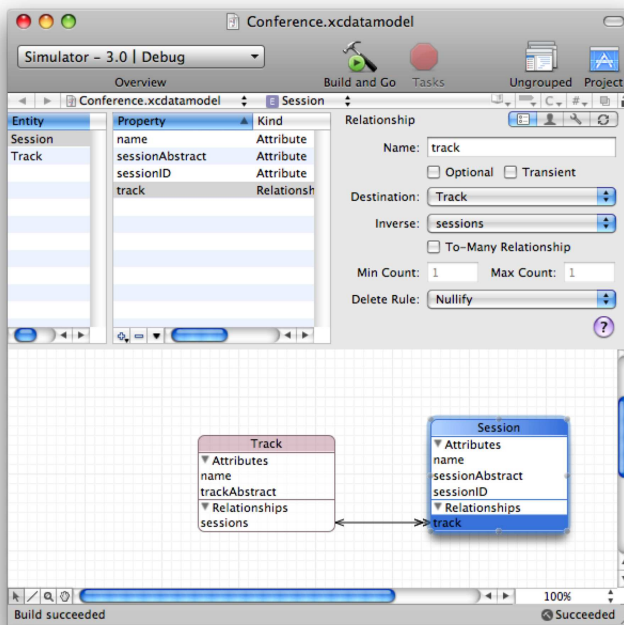 Conference.xcdatamodel
Simulator - 3.0 | Debug
Overview
Build and Go
Tasks
Ungrouped
Project
Conference.xcdatamodel
E Session
C
#
Entity
Session
Track
Property
Kind
name
Attribute
sessionAbstract
Attribute
sessionID
Attribute
track
Relationsh
Relationship
Name: track
Optional
Transient
Destination: Track
Inverse: sessions
To-Many Relationship
Min Count: 1
Max Count: 1
Delete Rule: Nullify
?
Track
Attributes
name
trackAbstract
Relationships
sessions
Session
Attributes
name
sessionAbstract
sessionID
Relationships
track
100%
Build succeeded
Succeeded